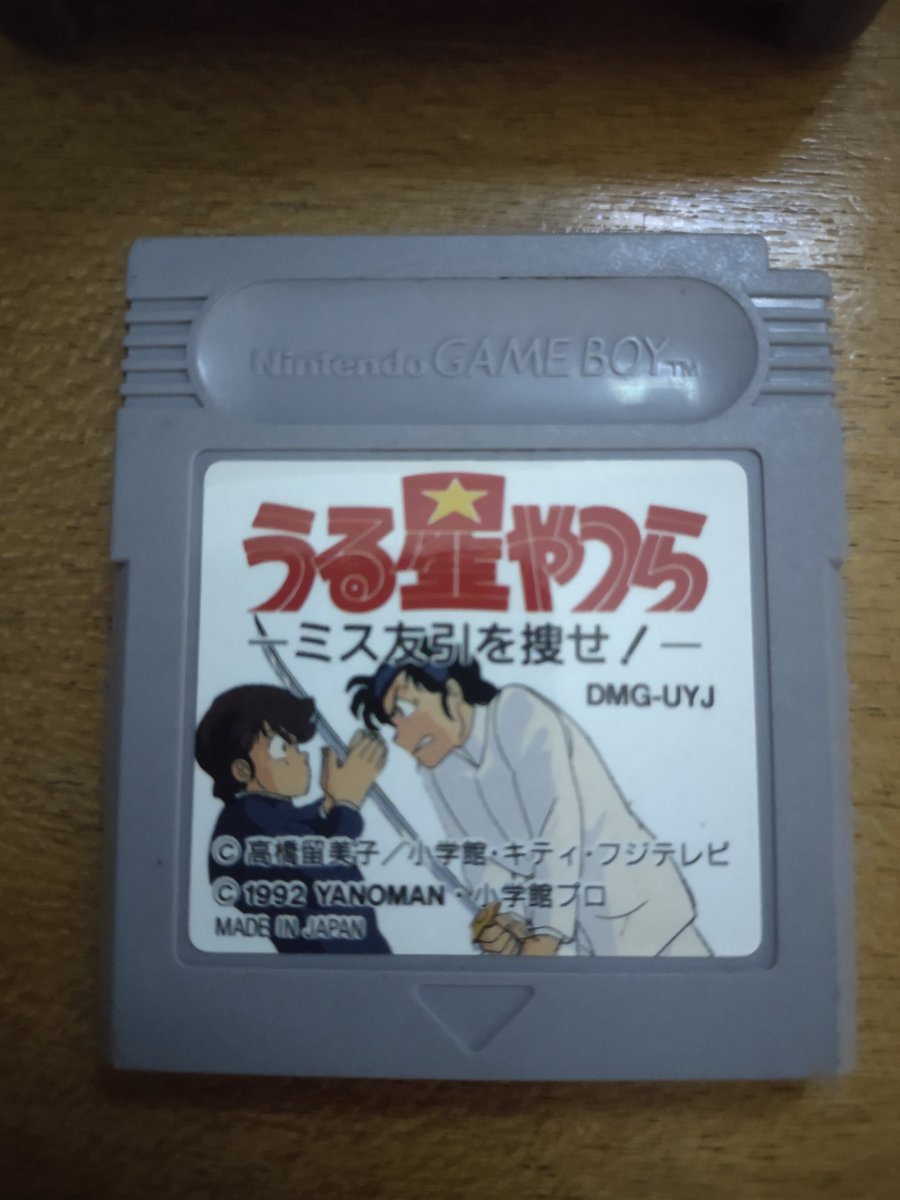 Nintendo GAME BOY TM
うる星やつら
ーミス友引を捜せ!ー
DMG-UYJ
© 高橋留美子/小学館・キティ・フジテレビ
© 1992 YANOMAN・小学館プロ
MADE IN JAPAN